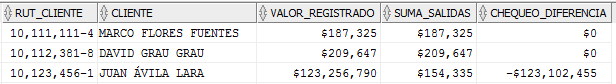 RUT_CLIENTE CLIENTE VALOR_REGISTRADO SUMA_SALIDAS CHEQUEO_DIFERENCIA
10,111,111-4 MARCO FLORES FUENTES $187,325 $187,325 $0
10,112,381-8 DAVID GRAU GRAU $209,647 $209,647 $0
10,123,456-1 JUAN ÁVILA LARA $123,256,790 $154,335 -$123,102,455